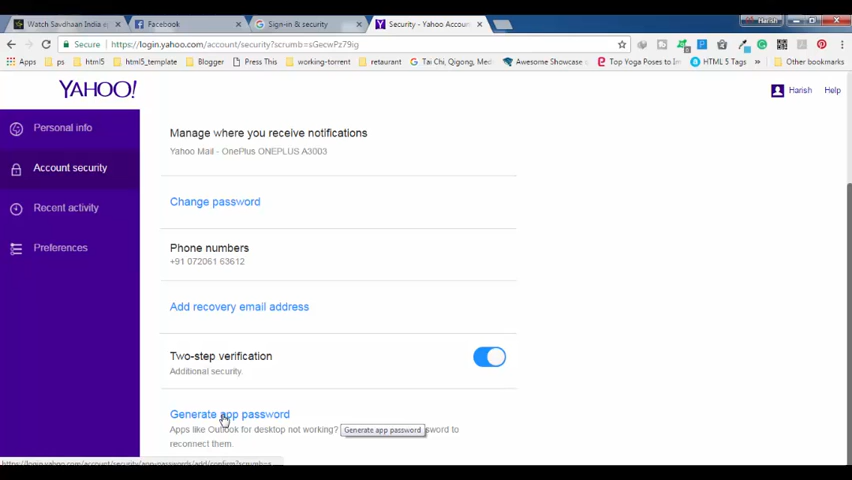 Watch Savdhaan India e
Facebook
Sign-in & security
Security - Yahoo Accoun
Harish
Secure
https://login.yahoo.com/account/security?scrumb=sGecwPz79ig
Apps
ps
html5
html5_template
Blogger
Press This
working-torrent
retaurant
Tai Chi, Qigong, Me
Awesome Showcase
Top Yoga Poses to Im
HTML 5 Tags
»
Other bookmarks
YAHOO!
Harish
Help
Personal info
Account security
Recent activity
Preferences
Manage where you receive notifications
Yahoo Mail - OnePlus ONEPLUS A3003
Change password
Phone numbers
+91 072061 63612
Add recovery email address
Two-step verification
Additional security.
Generate app password
Apps like Outlook for desktop not working?
Generate app password
sword to
reconnect them.